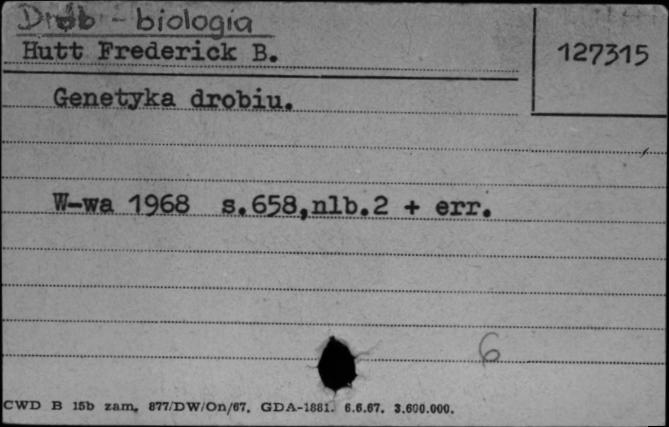 Drób - biologia
Hutt Frederick B.
127315
Genetyka drobiu.
W-wa 1968 s.658,nlb.2 + err.
6
CWD B 15b zam. 877/DW/On/67. GDA-1881. 6.6.67. 3.600.000.